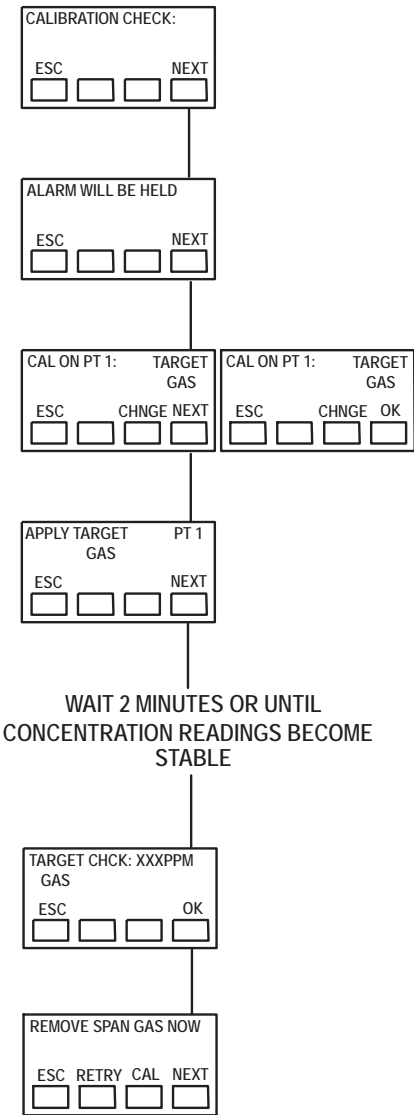 CALIBRATION CHECK:
ESC NEXT
ALARM WILL BE HELD
ESC NEXT
CAL ON PT 1: TARGET
GAS
ESC CHNGE NEXT
CAL ON PT 1: TARGET
GAS
ESC CHNGE OK
APPLY TARGET PT 1
GAS
ESC NEXT
WAIT 2 MINUTES OR UNTIL
CONCENTRATION READINGS BECOME
STABLE
TARGET CHCK: XXXPPM
GAS
ESC OK
REMOVE SPAN GAS NOW
ESC RETRY CAL NEXT